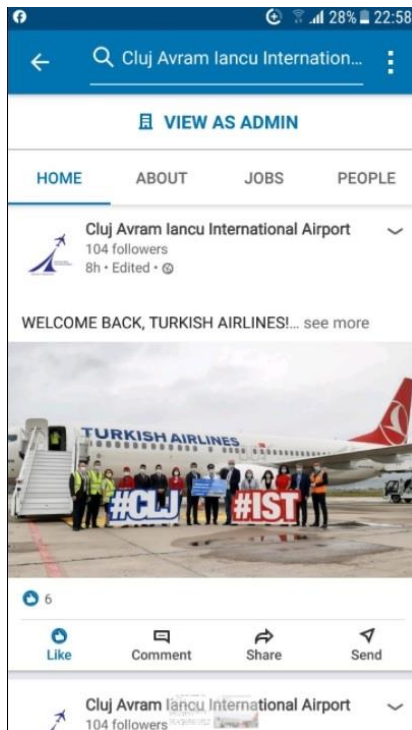 28% 22:58
Cluj Avram Iancu Internation...
VIEW AS ADMIN
HOME ABOUT JOBS PEOPLE
Cluj Avram Iancu International Airport
104 followers
8h • Edited •
WELCOME BACK, TURKISH AIRLINES!... see more
TURKISH AIRLINES
#CLJ #IST
6
Like Comment Share Send
Cluj Avram Iancu International Airport
104 followers